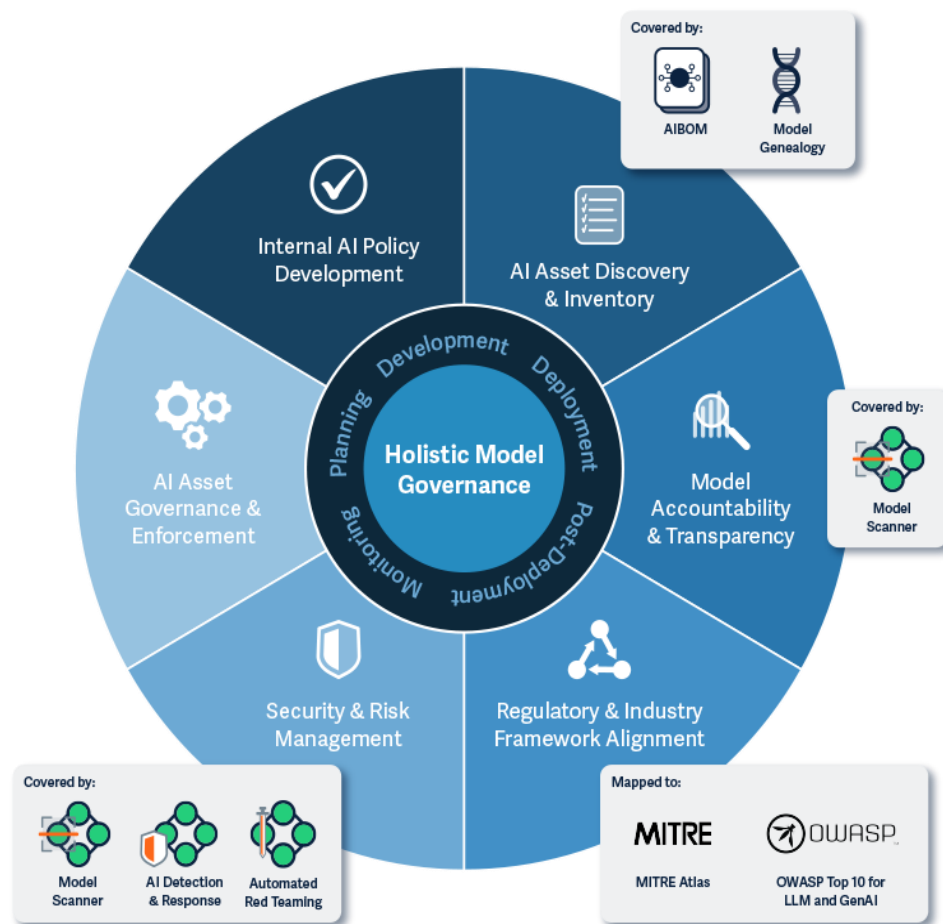 Covered by:
AIBOM
Model
Genealogy
Internal AI Policy
Development
AI Asset Discovery
& Inventory
Planning
Development
Deployment
Post-Deployment
Monitoring
Holistic Model
Governance
AI Asset
Governance &
Enforcement
Model
Accountability
& Transparency
Covered by:
Model
Scanner
Security & Risk
Management
Regulatory & Industry
Framework Alignment
Covered by:
Model
Scanner
AI Detection
& Response
Automated
Red Teaming
Mapped to:
MITRE
MITRE Atlas
OWASP
OWASP Top 10 for
LLM and GenAI